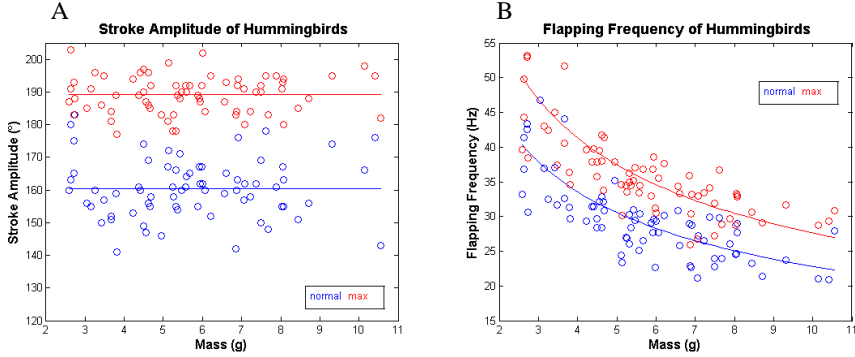 A
Stroke Amplitude of Hummingbirds
Stroke Amplitude (°)
200
190
180
170
160
150
140
130
120
2 3 4 5 6 7 8 9 10 11
Mass (g)
normal max
B
Flapping Frequency of Hummingbirds
Flapping Frequency (Hz)
55
50
45
40
35
30
25
20
15
2 3 4 5 6 7 8 9 10 11
Mass (g)
normal max